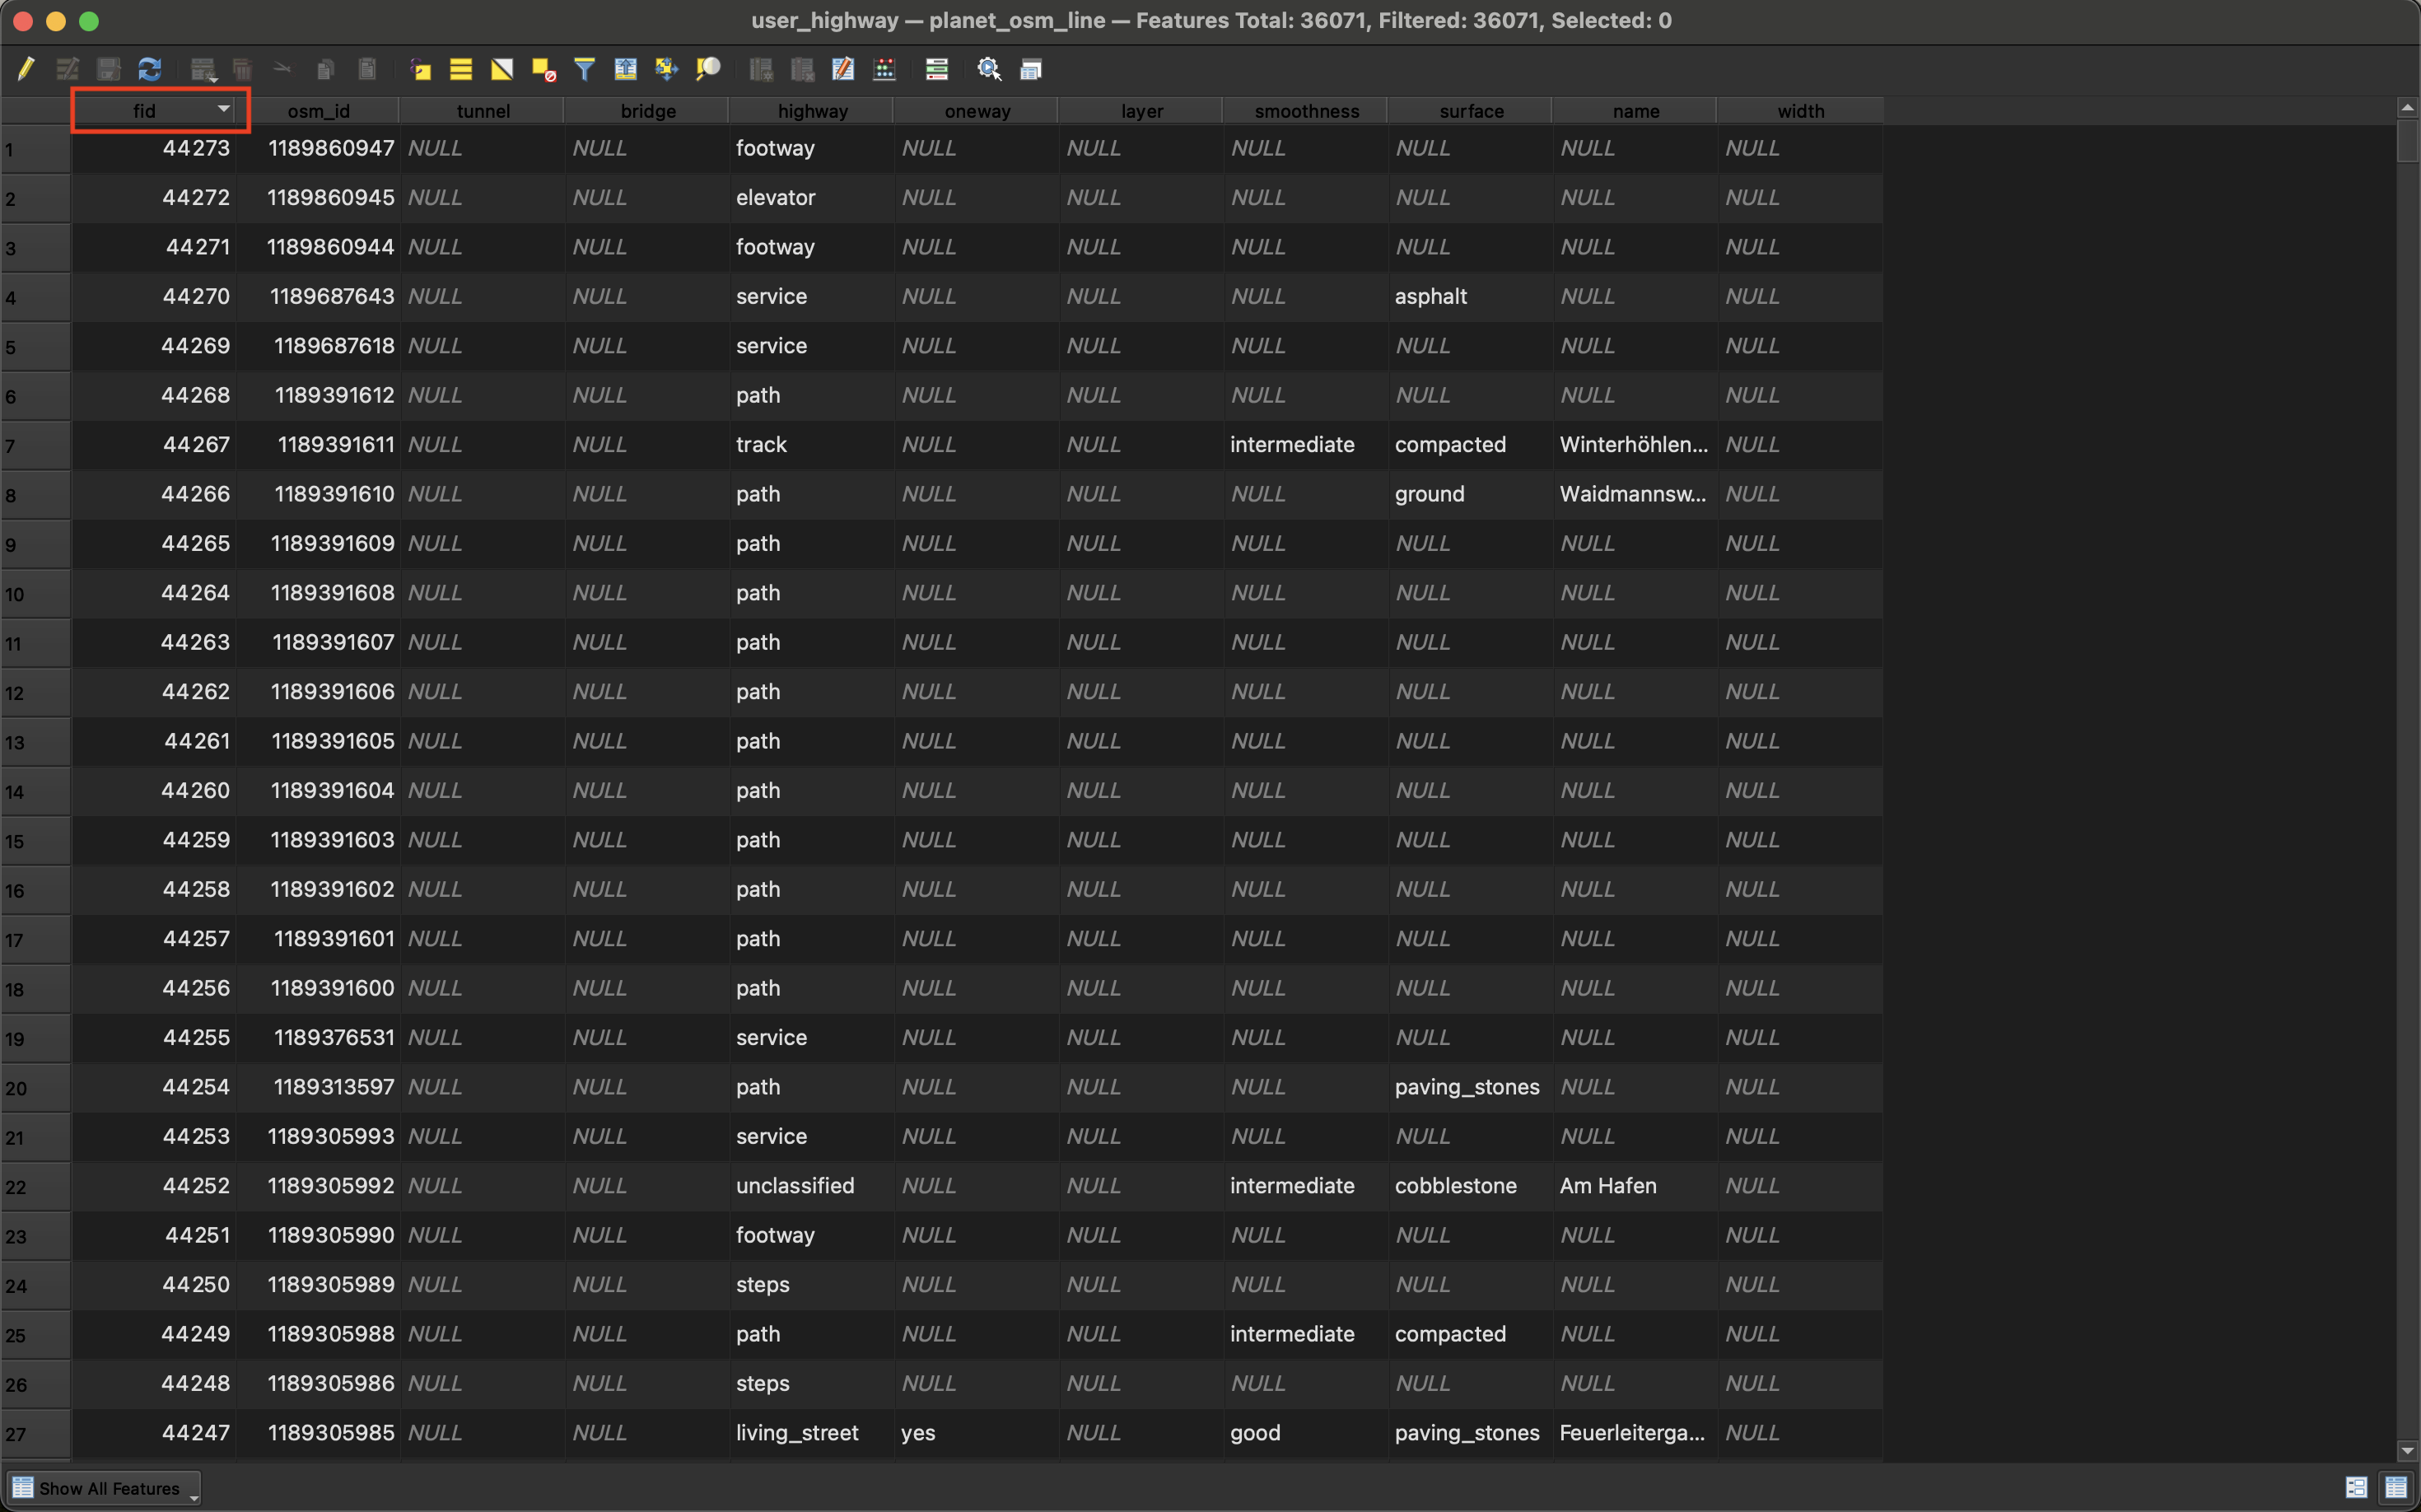 user_highway — planet_osm_line — Features Total: 36071, Filtered: 36071, Selected: 0
fid osm_id tunnel bridge highway oneway layer smoothness surface name width
1 44273 1189860947 NULL NULL footway NULL NULL NULL NULL NULL NULL
2 44272 1189860945 NULL NULL elevator NULL NULL NULL NULL NULL NULL
3 44271 1189860944 NULL NULL footway NULL NULL NULL NULL NULL NULL
4 44270 1189687643 NULL NULL service NULL NULL NULL asphalt NULL NULL
5 44269 1189687618 NULL NULL service NULL NULL NULL NULL NULL NULL
6 44268 1189391612 NULL NULL path NULL NULL NULL NULL NULL NULL
7 44267 1189391611 NULL NULL track NULL NULL intermediate compacted Winterhöhlen... NULL
8 44266 1189391610 NULL NULL path NULL NULL NULL ground Waidmannsw... NULL
9 44265 1189391609 NULL NULL path NULL NULL NULL NULL NULL NULL
10 44264 1189391608 NULL NULL path NULL NULL NULL NULL NULL NULL
11 44263 1189391607 NULL NULL path NULL NULL NULL NULL NULL NULL
12 44262 1189391606 NULL NULL path NULL NULL NULL NULL NULL NULL
13 44261 1189391605 NULL NULL path NULL NULL NULL NULL NULL NULL
14 44260 1189391604 NULL NULL path NULL NULL NULL NULL NULL NULL
15 44259 1189391603 NULL NULL path NULL NULL NULL NULL NULL NULL
16 44258 1189391602 NULL NULL path NULL NULL NULL NULL NULL NULL
17 44257 1189391601 NULL NULL path NULL NULL NULL NULL NULL NULL
18 44256 1189391600 NULL NULL path NULL NULL NULL NULL NULL NULL
19 44255 1189376531 NULL NULL service NULL NULL NULL NULL NULL NULL
20 44254 1189313597 NULL NULL path NULL NULL NULL paving_stones NULL NULL
21 44253 1189305993 NULL NULL service NULL NULL NULL NULL NULL NULL
22 44252 1189305992 NULL NULL unclassified NULL NULL intermediate cobblestone Am Hafen NULL
23 44251 1189305990 NULL NULL footway NULL NULL NULL NULL NULL NULL
24 44250 1189305989 NULL NULL steps NULL NULL NULL NULL NULL NULL
25 44249 1189305988 NULL NULL path NULL NULL intermediate compacted NULL NULL
26 44248 1189305986 NULL NULL steps NULL NULL NULL NULL NULL NULL
27 44247 1189305985 NULL NULL living_street yes NULL good paving_stones Feuerleiterga... NULL
Show All Features